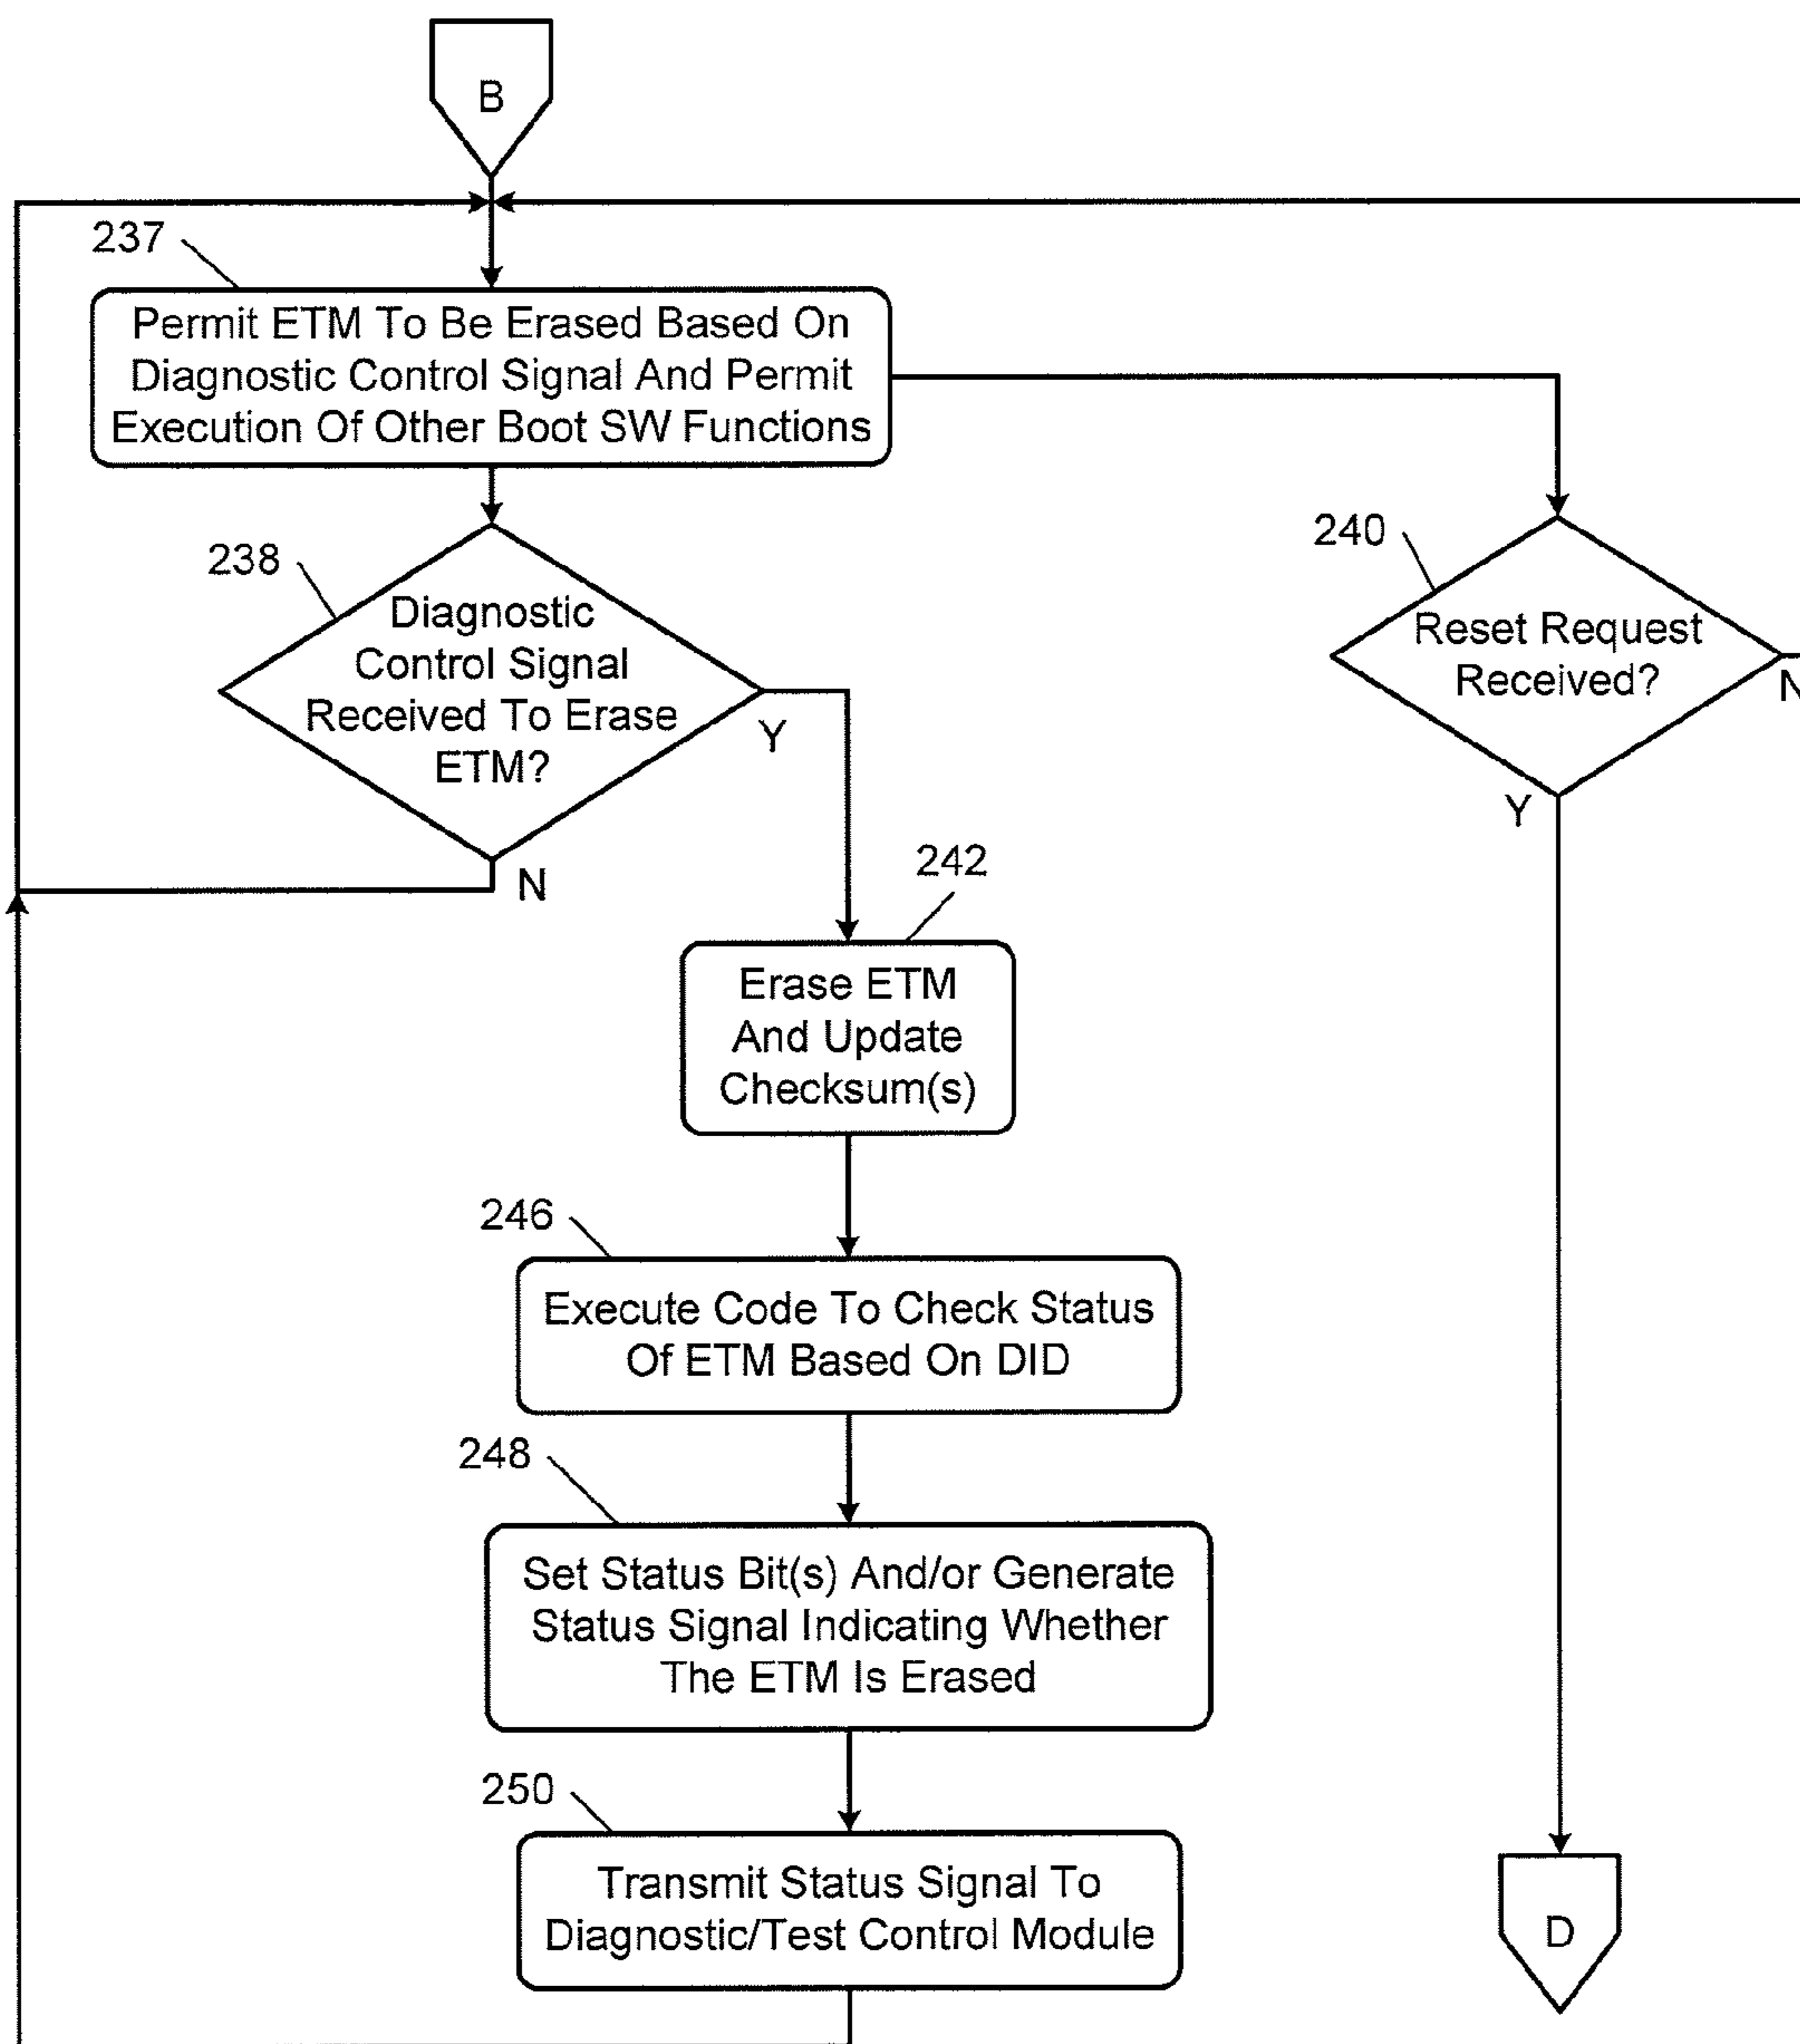 B
237
Permit ETM To Be Erased Based On
Diagnostic Control Signal And Permit
Execution Of Other Boot SW Functions
238
Diagnostic
Control Signal
Received To Erase
ETM?
Y
N
240
Reset Request
Received?
N
Y
242
Erase ETM
And Update
Checksum(s)
246
Execute Code To Check Status
Of ETM Based On DID
248
Set Status Bit(s) And/or Generate
Status Signal Indicating Whether
The ETM Is Erased
250
Transmit Status Signal To
Diagnostic/Test Control Module
D